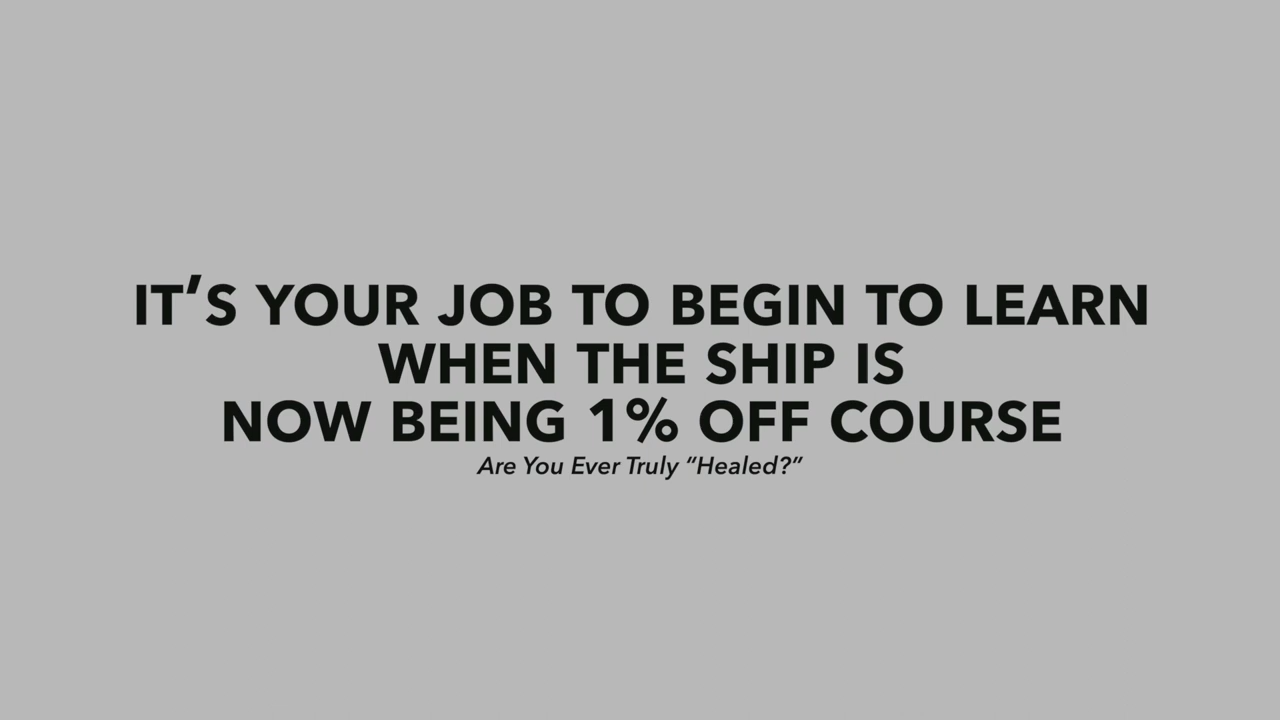 IT’S YOUR JOB TO BEGIN TO LEARN
WHEN THE SHIP IS
NOW BEING 1% OFF COURSE
Are You Ever Truly “Healed?”